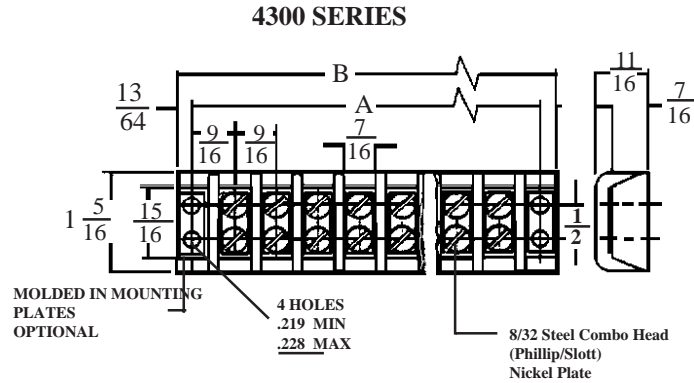 4300 SERIES
B
11/16
13/64
A
7/16
9/16
9/16
7/16
1 5/16
15/16
1/2
MOLDED IN MOUNTING
PLATES
OPTIONAL
4 HOLES
.219 MIN
.228 MAX
8/32 Steel Combo Head
(Phillip/Slott)
Nickel Plate